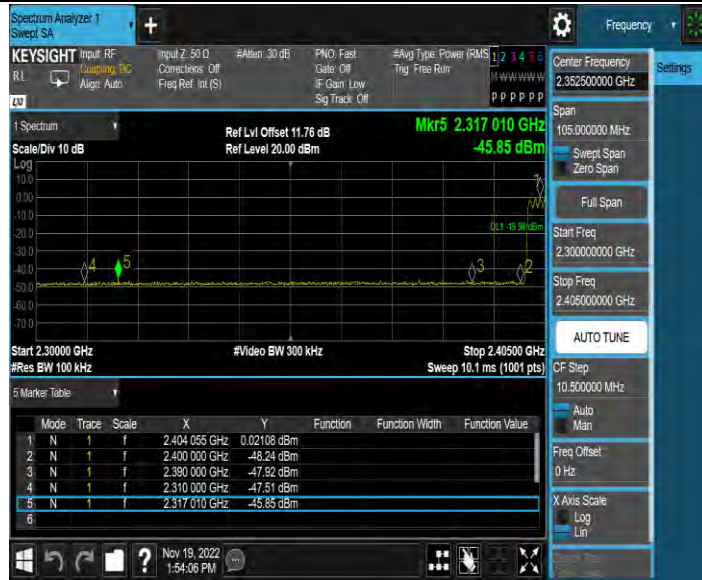 Spectrum Analyzer 1
Swept SA
+
Frequency
KEYSIGHT Input: RF Input Z: 50 Ω #Atten: 30 dB PNO: Fast #Avg Type: Power (RMS 1 2 3 4 5 6
RL Coupling: DC Corrections: Off Gate: Off Trig: Free Run M W W W W W
Align: Auto Freq Ref: Int (S) IF Gain: Low
LXI Sig Track: Off P P P P P P
1 Spectrum
Ref Lvl Offset 11.76 dB Mkr5 2.317 010 GHz
Scale/Div 10 dB Ref Level 20.00 dBm -45.85 dBm
Log
10.0
0.00
-10.0
-20.0
-30.0
-40.0
-50.0
-60.0
-70.0
1
4
5
3
2
Start 2.30000 GHz #Video BW 300 kHz Stop 2.40500 GHz
#Res BW 100 kHz Sweep 10.1 ms (1001 pts)
5 Marker Table
Mode Trace Scale X Y Function Function Width Function Value
1 N 1 f 2.404 055 GHz 0.02108 dBm
2 N 1 f 2.400 000 GHz -48.24 dBm
3 N 1 f 2.390 000 GHz -47.92 dBm
4 N 1 f 2.310 000 GHz -47.51 dBm
5 N 1 f 2.317 010 GHz -45.85 dBm
6
?
Nov 19, 2022
1:54:06 PM
Center Frequency
2.352500000 GHz
Settings
Span
105.000000 MHz
Swept Span
Zero Span
Full Span
Start Freq
2.300000000 GHz
Stop Freq
2.405000000 GHz
AUTO TUNE
CF Step
10.500000 MHz
Auto
Man
Freq Offset
0 Hz
X Axis Scale
Log
Lin